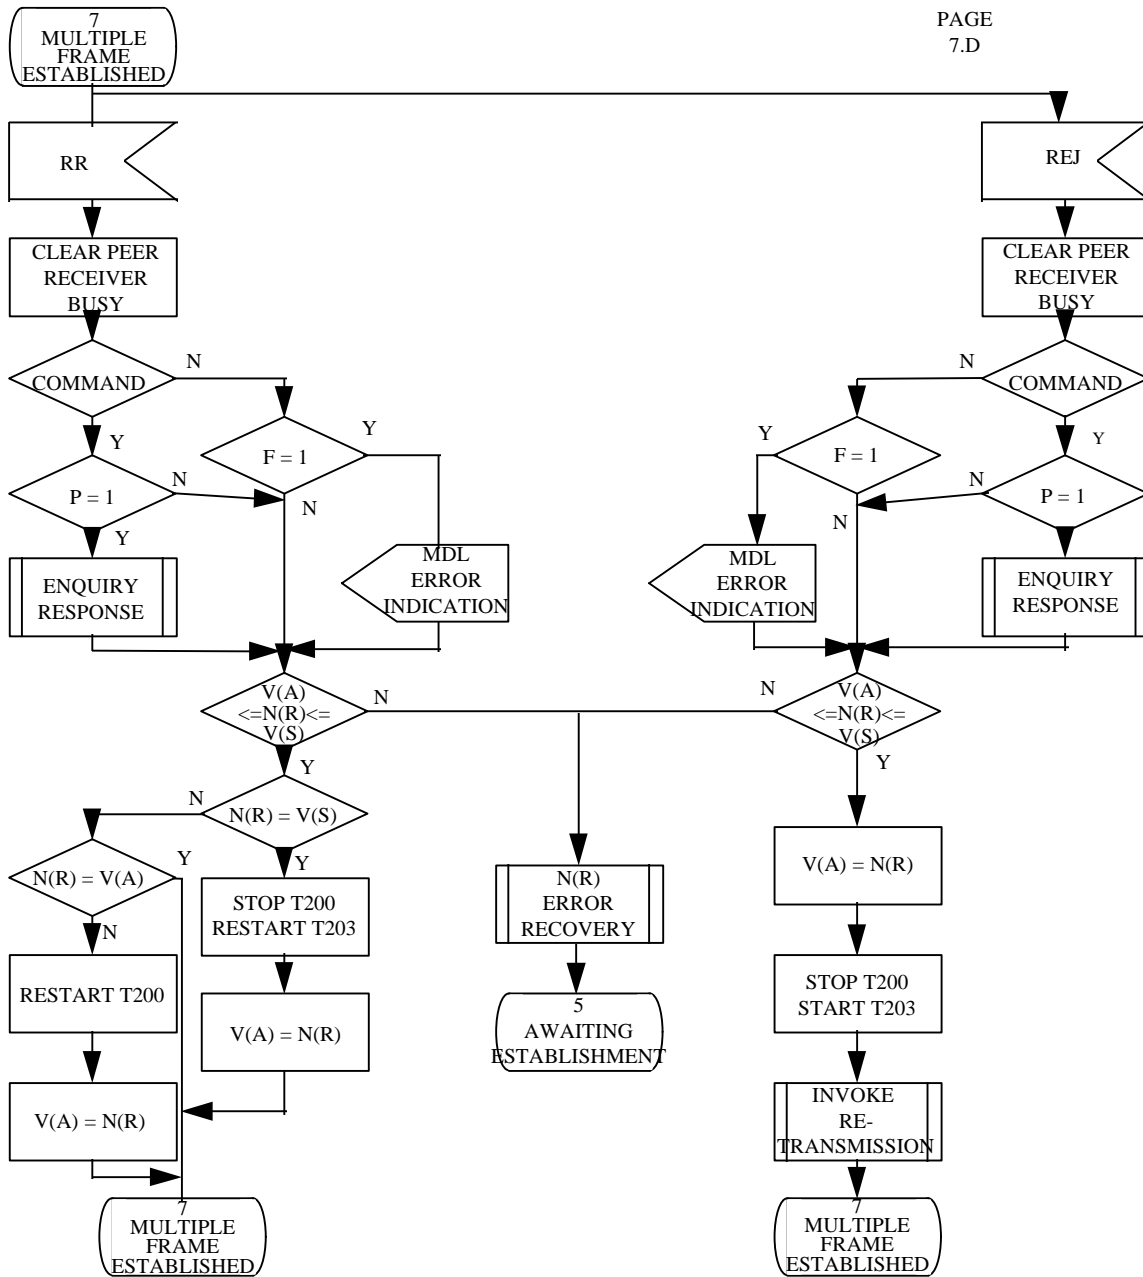 7
MULTIPLE
FRAME
ESTABLISHED
PAGE
7.D
RR
REJ
CLEAR PEER
RECEIVER
BUSY
CLEAR PEER
RECEIVER
BUSY
COMMAND
N
N
COMMAND
Y
F = 1
Y
Y
F = 1
Y
P = 1
N
N
N
N
P = 1
Y
ENQUIRY
RESPONSE
MDL
ERROR
INDICATION
MDL
ERROR
INDICATION
ENQUIRY
RESPONSE
V(A)
<=N(R)<=
V(S)
N
N
V(A)
<=N(R)<=
V(S)
Y
Y
N
N(R) = V(S)
N(R) = V(A)
Y
Y
N
STOP T200
RESTART T203
N(R)
ERROR
RECOVERY
V(A) = N(R)
RESTART T200
V(A) = N(R)
5
AWAITING
ESTABLISHMENT
STOP T200
START T203
V(A) = N(R)
INVOKE
RE-
TRANSMISSION
7
MULTIPLE
FRAME
ESTABLISHED
7
MULTIPLE
FRAME
ESTABLISHED